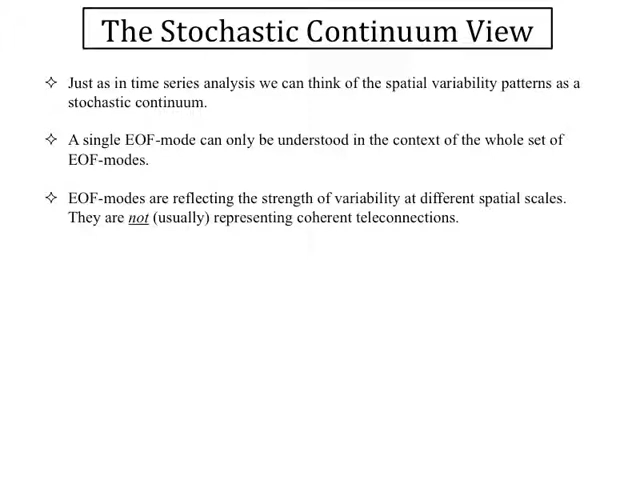 The Stochastic Continuum View
✧ Just as in time series analysis we can think of the spatial variability patterns as a
stochastic continuum.
✧ A single EOF-mode can only be understood in the context of the whole set of
EOF-modes.
✧ EOF-modes are reflecting the strength of variability at different spatial scales.
They are not (usually) representing coherent teleconnections.